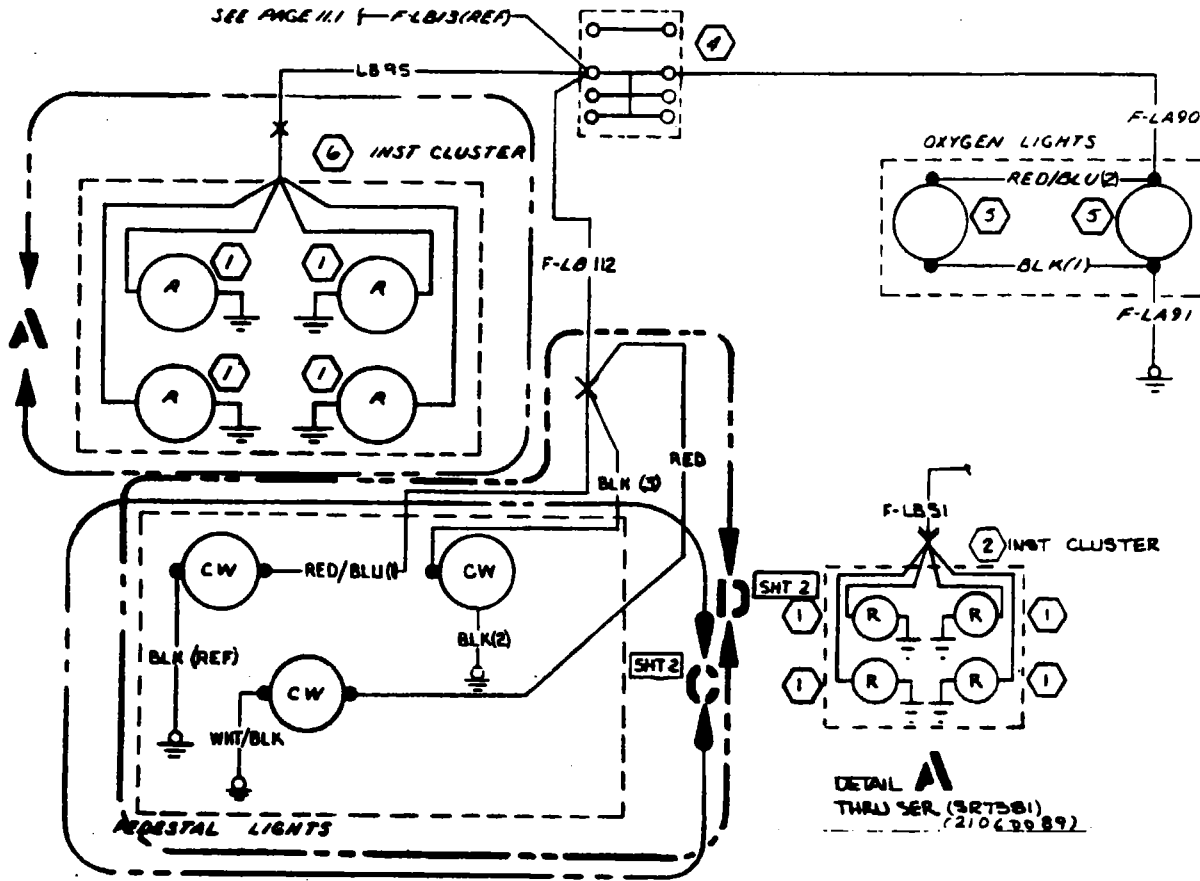 SEE PAGE 11.1
F-LB13(REF)
4
LB95
F-LA90
OXYGEN LIGHTS
6 INST CLUSTER
RED/BLU(2)
5
5
1
1
F-LB112
BLK(1)
A
R
F-LA91
A
1
1
A
R
RED
BLK (3)
F-LB51
2 INST CLUSTER
CW
RED/BLU(1)
CW
D
SHT 2
1
R
R
1
BLK(2)
BLK (REF)
SHT 2
C
1
R
R
1
CW
WHT/BLK
DETAIL A
THRU SER.
PEDESTAL LIGHTS